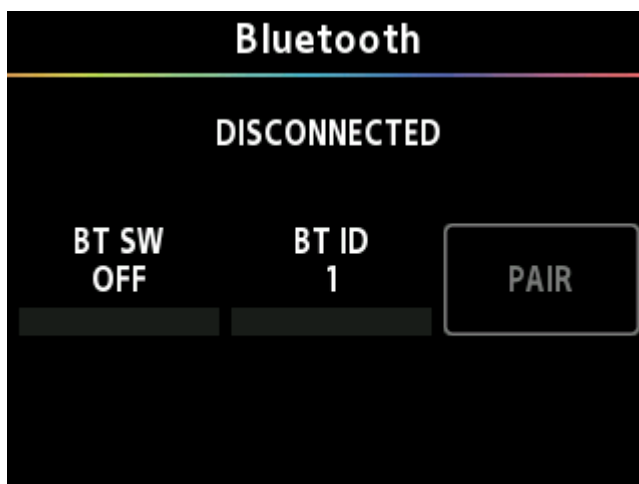 Bluetooth
DISCONNECTED
BT SW
OFF
BT ID
1
PAIR